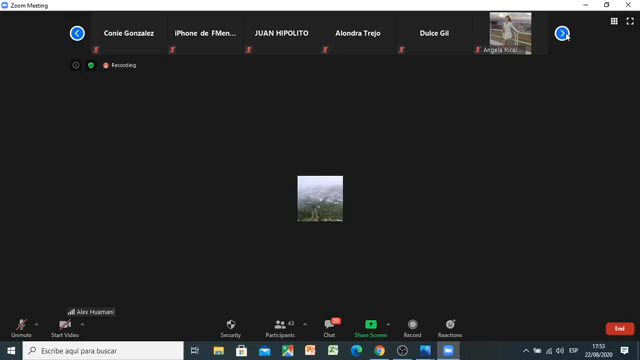 Zoom Meeting
Conie Gonzalez
iPhone de FMen...
JUAN HIPOLITO
Alondra Trejo
Dulce Gil
Angela Rical
Recording
Alex Huamani
Unmute
Start Video
Security
Participants
43
Chat
25
Share Screen
Record
Reactions
End
Escribe aquí para buscar
ESP
17:53
22/08/2020